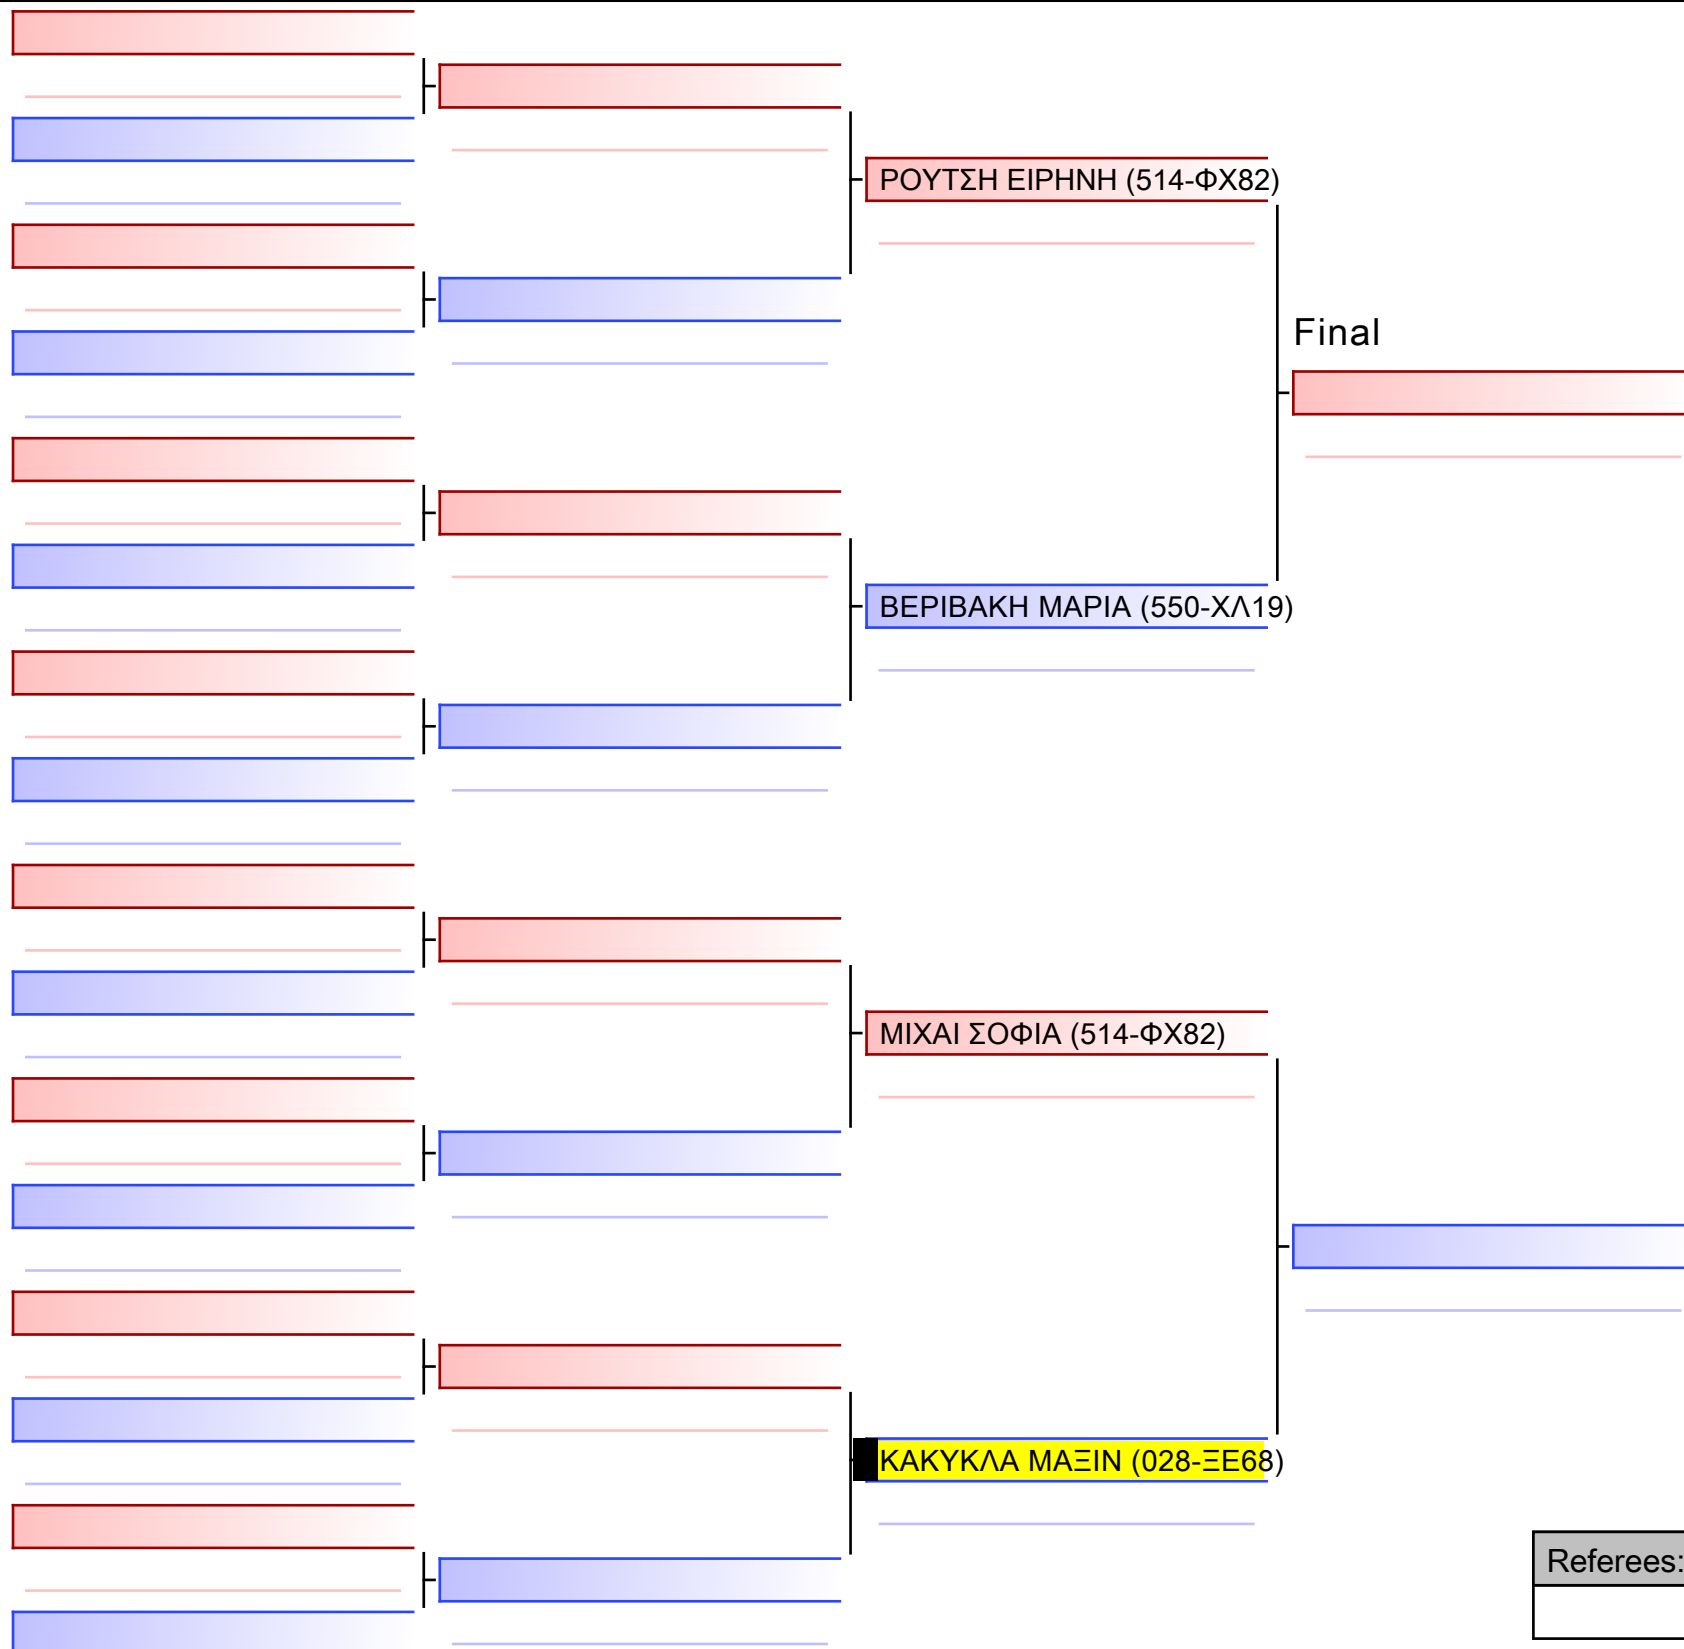 ΡΟΥΤΣΗ ΕΙΡΗΝΗ (514-ΦΧ82)
Final
ΒΕΡΙΒΑΚΗ ΜΑΡΙΑ (550-ΧΛ19)
ΜΙΧΑΙ ΣΟΦΙΑ (514-ΦΧ82)
ΚΑΚΥΚΛΑ ΜΑΞΙΝ (028-ΞΕ68)
Referees: